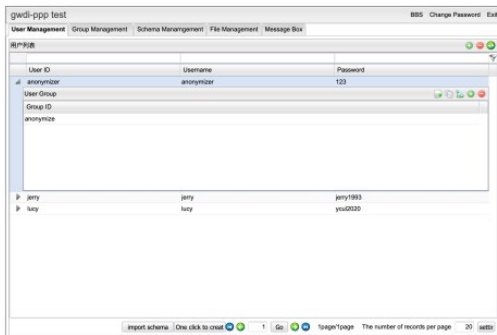 gwdi-ppp test BBS Change Password Exit
User Management Group Management Schema Manamgement File Management Message Box
用户列表
User ID Username Password
anonymizer anonymizer 123
User Group
Group ID
anonymize
jerry jerry jerry1993
lucy lucy ycul2020
import schema One click to creat 1 Go 1page/1page The number of records per page 20 settin